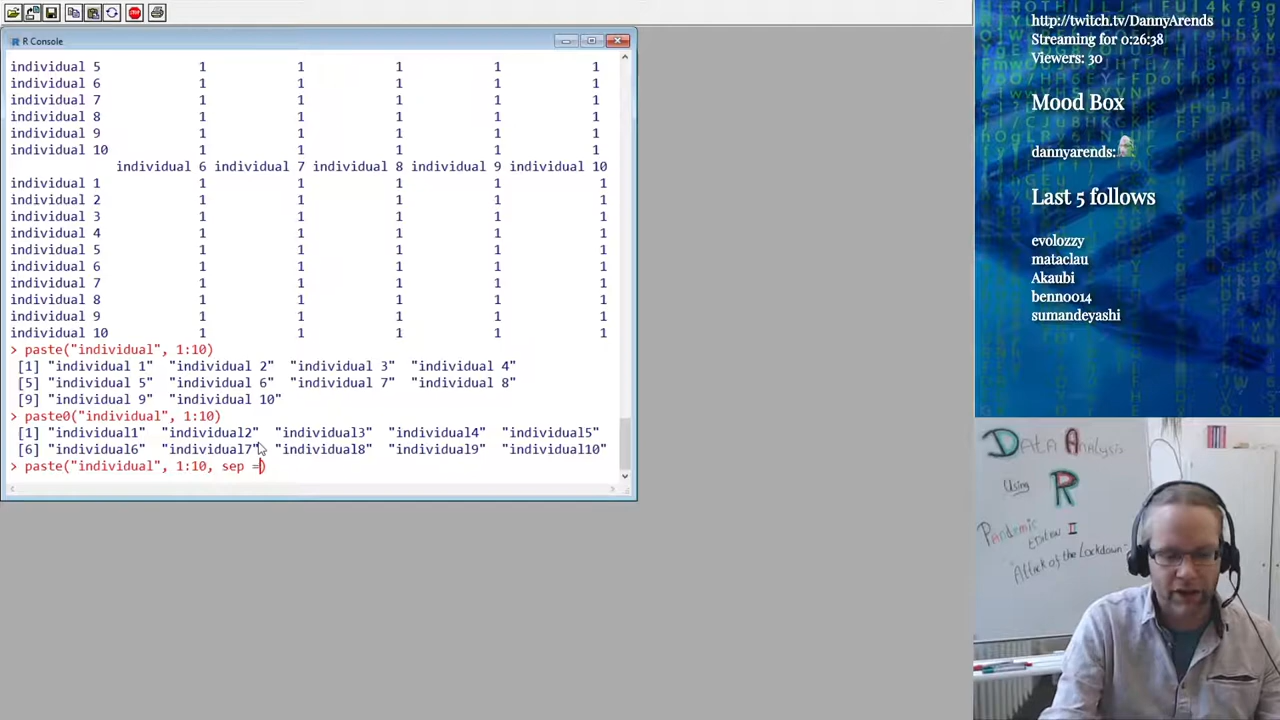 R Console
individual 5 1 1 1 1 1
individual 6 1 1 1 1 1
individual 7 1 1 1 1 1
individual 8 1 1 1 1 1
individual 9 1 1 1 1 1
individual 10 1 1 1 1 1
individual 6 individual 7 individual 8 individual 9 individual 10
individual 1 1 1 1 1 1
individual 2 1 1 1 1 1
individual 3 1 1 1 1 1
individual 4 1 1 1 1 1
individual 5 1 1 1 1 1
individual 6 1 1 1 1 1
individual 7 1 1 1 1 1
individual 8 1 1 1 1 1
individual 9 1 1 1 1 1
individual 10 1 1 1 1 1
> paste("individual", 1:10)
[1] "individual 1" "individual 2" "individual 3" "individual 4"
[5] "individual 5" "individual 6" "individual 7" "individual 8"
[9] "individual 9" "individual 10"
> paste0("individual", 1:10)
[1] "individual1" "individual2" "individual3" "individual4" "individual5"
[6] "individual6" "individual7" "individual8" "individual9" "individual10"
> paste("individual", 1:10, sep =)
http://twitch.tv/DannyArends
Streaming for 0:26:38
Viewers: 30
Mood Box
dannyarends:
Last 5 follows
evolozzy
mataclau
Akaubi
benno014
sumandeyashi
DATA ANALYSIS
Using
R
Pandemic
Edition II
"Attack of the Lockdown"